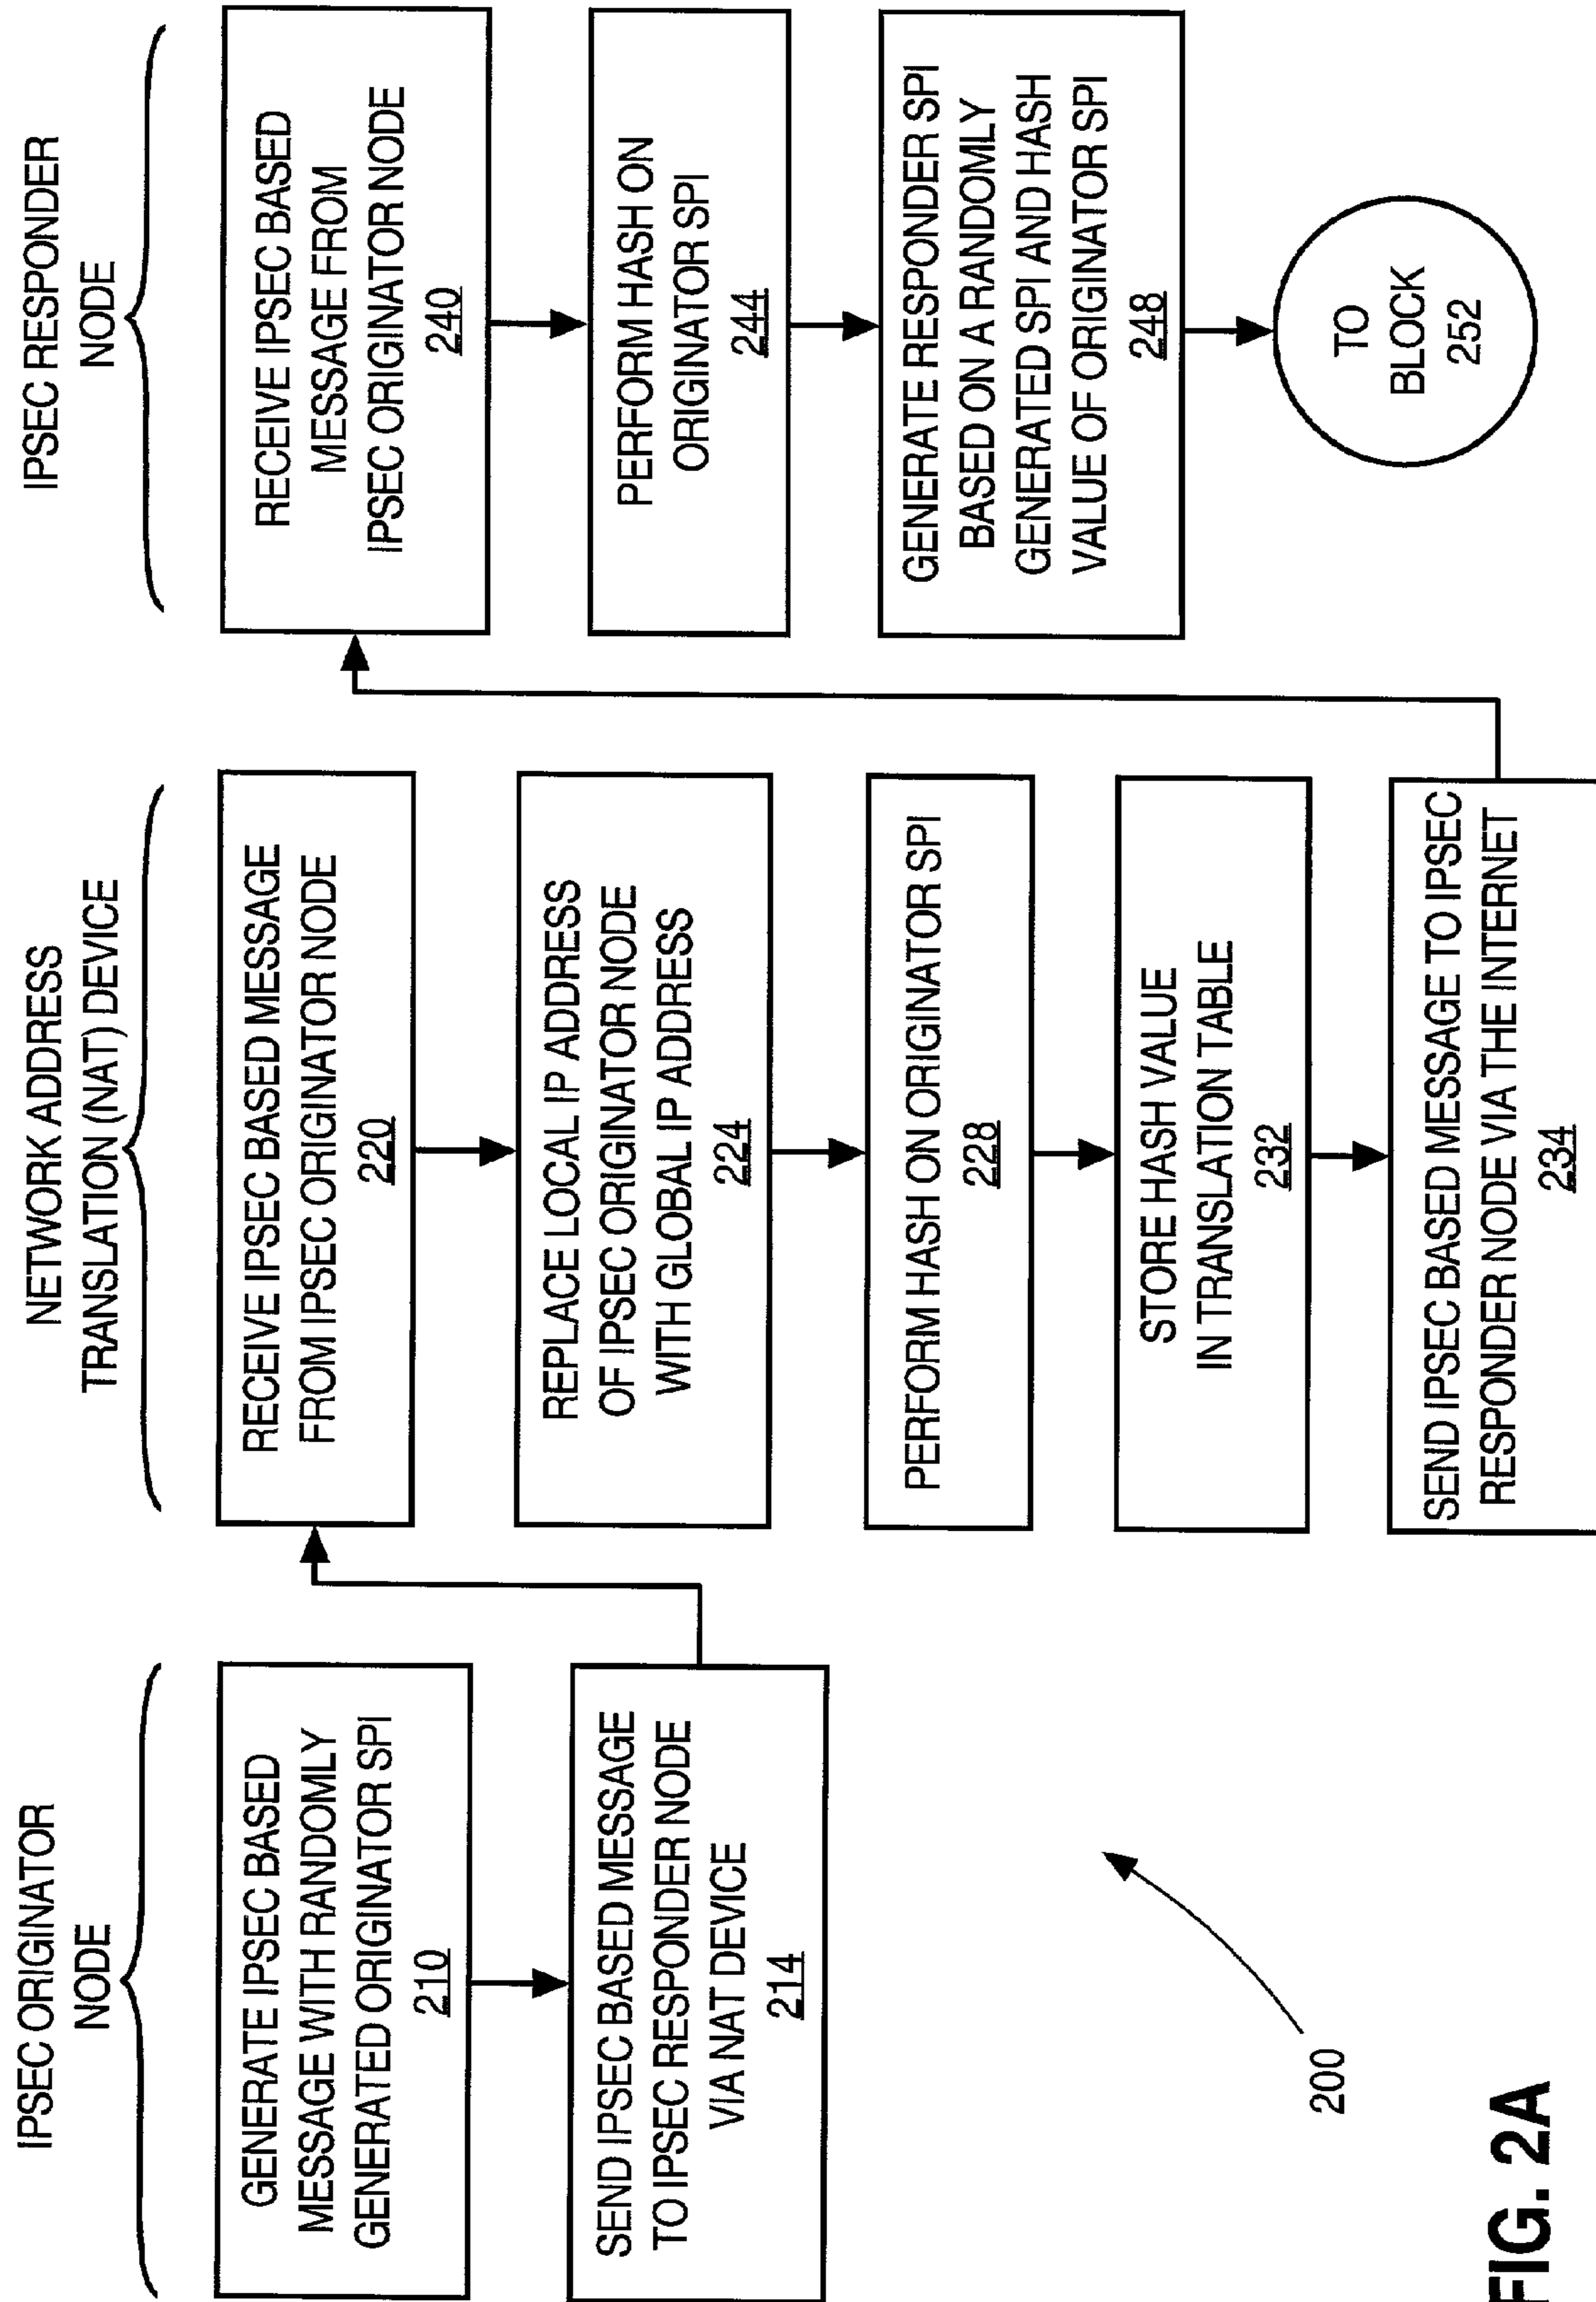 IPSEC ORIGINATOR
NODE
GENERATE IPSEC BASED
MESSAGE WITH RANDOMLY
GENERATED ORIGINATOR SPI
210
SEND IPSEC BASED MESSAGE
TO IPSEC RESPONDER NODE
VIA NAT DEVICE
214
NETWORK ADDRESS
TRANSLATION (NAT) DEVICE
RECEIVE IPSEC BASED MESSAGE
FROM IPSEC ORIGINATOR NODE
220
REPLACE LOCAL IP ADDRESS
OF IPSEC ORIGINATOR NODE
WITH GLOBAL IP ADDRESS
224
PERFORM HASH ON ORIGINATOR SPI
228
STORE HASH VALUE
IN TRANSLATION TABLE
232
SEND IPSEC BASED MESSAGE TO IPSEC
RESPONDER NODE VIA THE INTERNET
234
IPSEC RESPONDER
NODE
RECEIVE IPSEC BASED
MESSAGE FROM
IPSEC ORIGINATOR NODE
240
PERFORM HASH ON
ORIGINATOR SPI
244
GENERATE RESPONDER SPI
BASED ON A RANDOMLY
GENERATED SPI AND HASH
VALUE OF ORIGINATOR SPI
248
TO
BLOCK
252
200
FIG. 2A